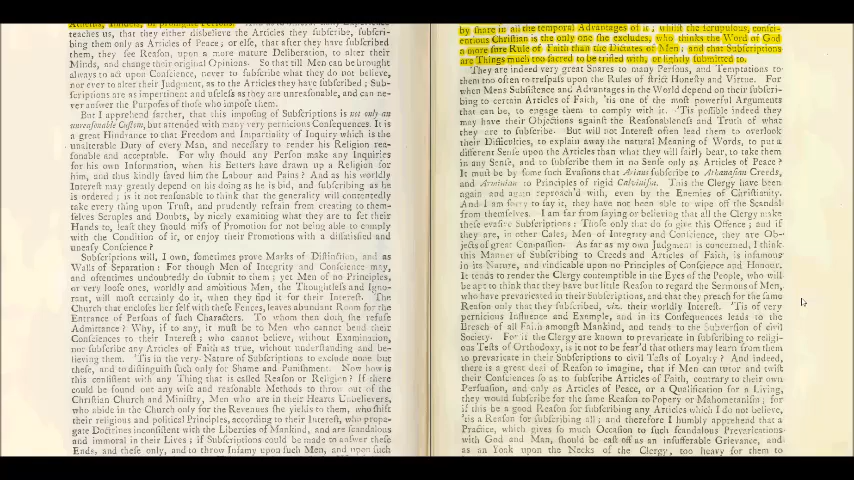 Atheists, Infidels, or profligate Persons.
teaches us, that they either disbelieve the Articles they subscribe, subscri-
bing them only as Articles of Peace; or else, that after they have subscribed
them, they see Reason, upon a more mature Deliberation, to alter their
Minds, and change their original Opinions. So that till Men can be brought
always to act upon Conscience, never to subscribe what they do not believe,
nor ever to alter their Judgment, as to the Articles they have subscribed; Sub-
scriptions are as impertinent and useless as they are unreasonable, and can ne-
ver answer the Purposes of those who impose them.
But I apprehend farther, that this imposing of Subscriptions is not only an
unreasonable Custom, but attended with many very pernicious Consequences. It is
a great Hindrance to that Freedom and Impartiality of Inquiry which is the
unalterable Duty of every Man, and necessary to render his Religion rea-
sonable and acceptable. For why should any Person make any Inquiries
for his own Information, when his Betters have drawn up a Religion for
him, and thus kindly saved him the Labour and Pains? And as his worldly
Interest may greatly depend on his doing as he is bid, and subscribing as he
is ordered; is it not reasonable to think that the generality will contentedly
take every thing upon Trust, and prudently refrain from creating to them-
selves Scruples and Doubts, by nicely examining what they are to set their
Hands to, least they should miss of Promotion for not being able to comply
with the Condition of it, or enjoy their Promotions with a dissatisfied and
uneasy Conscience?
Subscriptions will, I own, sometimes prove Marks of Distinction, and as
Walls of Separation: For though Men of Integrity and Conscience may,
and oftentimes undoubtedly do submit to them; yet Men of no Principles,
or very loose ones, worldly and ambitious Men, the Thoughtless and Igno-
rant, will most certainly do it, when they find it for their Interest. The
Church that encloses her self with these Fences, leaves abundant Room for the
Entrance of Persons of such Characters. To whom then doth she refuse
Admittance? Why, if to any, it must be to Men who cannot bend their
Consciences to their Interest; who cannot believe, without Examination,
nor subscribe any Articles of Faith as true, without understanding and be-
lieving them. 'Tis in the very Nature of Subscriptions to exclude none but
these, and to distinguish such only for Shame and Punishment. Now how is
this consistent with any Thing that is called Reason or Religion? If there
could be found out any wise and reasonable Methods to throw out of the
Christian Church and Ministry, Men who are in their Hearts Unbelievers,
who abide in the Church only for the Revenues she yields to them, who shift
their religious and political Principles, according to their Interest, who propa-
gate Doctrines inconsistent with the Liberties of Mankind, and are scandalous
and immoral in their Lives; if Subscriptions could be made to answer these
Ends, and these only, and to throw Infamy upon such Men, and upon such
by share in all the temporal Advantages of it; whilst the scrupulous, consci-
entious Christian is the only one she excludes, who thinks the Word of God
a more sure Rule of Faith than the Dictates of Men; and that Subscriptions
are Things much too sacred to be trifled with, or lightly submitted to.
They are indeed very great Snares to many Persons, and Temptations to
them too often to trespass upon the Rules of strict Honesty and Virtue. For
when Mens Subsistence and Advantages in the World depend on their subscri-
bing to certain Articles of Faith, 'tis one of the most powerful Arguments
that can be, to engage them to comply with it. 'Tis possible indeed they
may have their Objections against the Reasonableness and Truth of what
they are to subscribe. But will not Interest often lead them to overlook
their Difficulties, to explain away the natural Meaning of Words, to put a
different Sense upon the Articles than what they will fairly bear, to take them
in any Sense, and to subscribe them in no Sense only as Articles of Peace?
It must be by some such Evasions that Arians subscribe to Athanasian Creeds,
and Arminians to Principles of rigid Calvinism. This the Clergy have been
again and again reproach'd with, even by the Enemies of Christianity.
And I am sorry to say it, they have not been able to wipe off the Scandal
from themselves. I am far from saying or believing that all the Clergy make
these evasive Subscriptions: Those only that do so give this Offence; and if
they are, in other Cases, Men of Integrity and Conscience, they are Ob-
jects of great Compassion. As far as my own Judgment is concerned, I think
this Manner of Subscribing to Creeds and Articles of Faith, is infamous
in its Nature, and vindicable upon no Principles of Conscience and Honour.
It tends to render the Clergy contemptible in the Eyes of the People, who will
be apt to think that they have but little Reason to regard the Sermons of Men,
who have prevaricated in their Subscriptions, and that they preach for the same
Reason only that they subscribed, viz. their worldly Interest. 'Tis of very
pernicious Influence and Example, and in its Consequences leads to the
Breach of all Faith amongst Mankind, and tends to the Subversion of civil
Society. For if the Clergy are known to prevaricate in subscribing to religi-
ous Tests of Orthodoxy, is it not to be fear'd that others may learn from them
to prevaricate in their Subscriptions to civil Tests of Loyalty? And indeed,
there is a great deal of Reason to imagine, that if Men can tutor and twist
their Consciences so as to subscribe Articles of Faith, contrary to their own
Persuasion, and only as Articles of Peace, or a Qualification for a Living,
they would subscribe for the same Reason to Popery or Mahometanism; for
if this be a good Reason for subscribing any Articles which I do not believe,
'tis a Reason for subscribing all; and therefore I humbly apprehend that a
Practice, which gives so much Occasion to such scandalous Prevarications
with God and Man, should be cast off as an insufferable Grievance, and
as an Yoak upon the Necks of the Clergy, too heavy for them to